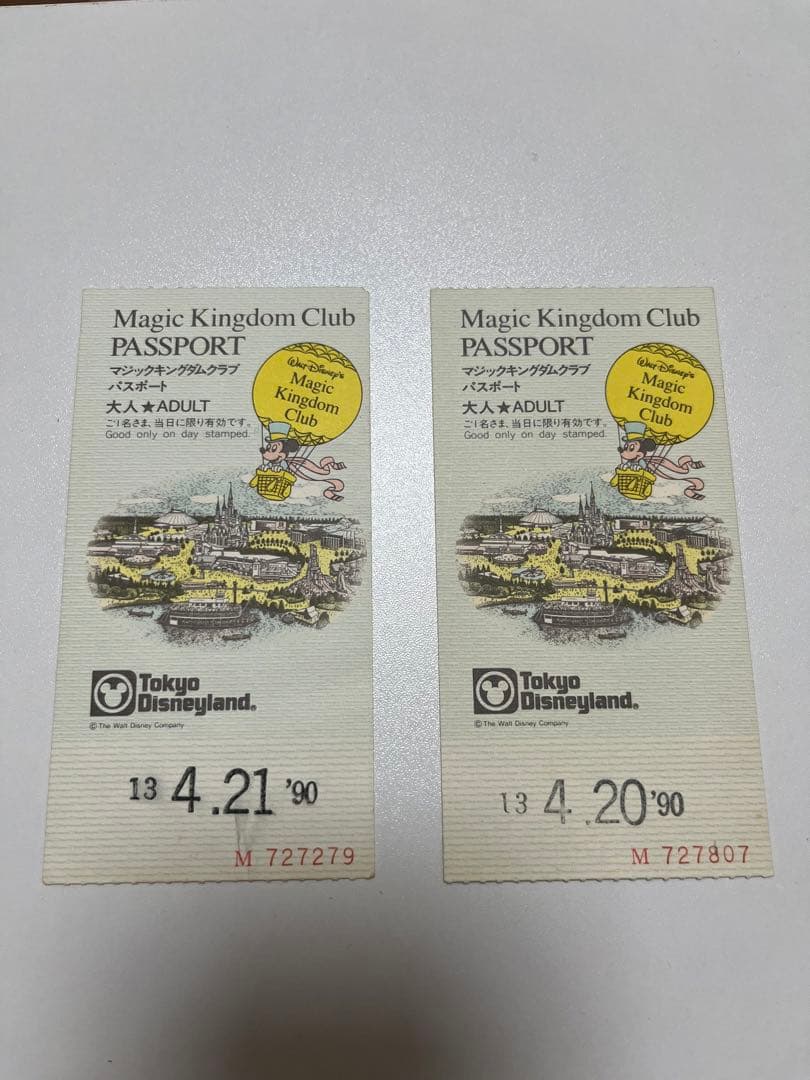 Magic Kingdom Club
PASSPORT
マジックキングダムクラブ
パスポート
大人★ADULT
ご1名さま、当日に限り有効です。
Good only on day stamped.
Walt Disney's
Magic
Kingdom
Club
Tokyo
Disneyland®
© The Walt Disney Company
13 4.21 '90
M 727279
Magic Kingdom Club
PASSPORT
マジックキングダムクラブ
パスポート
大人★ADULT
ご1名さま、当日に限り有効です。
Good only on day stamped.
Walt Disney's
Magic
Kingdom
Club
Tokyo
Disneyland®
© The Walt Disney Company
13 4.20 '90
M 727807